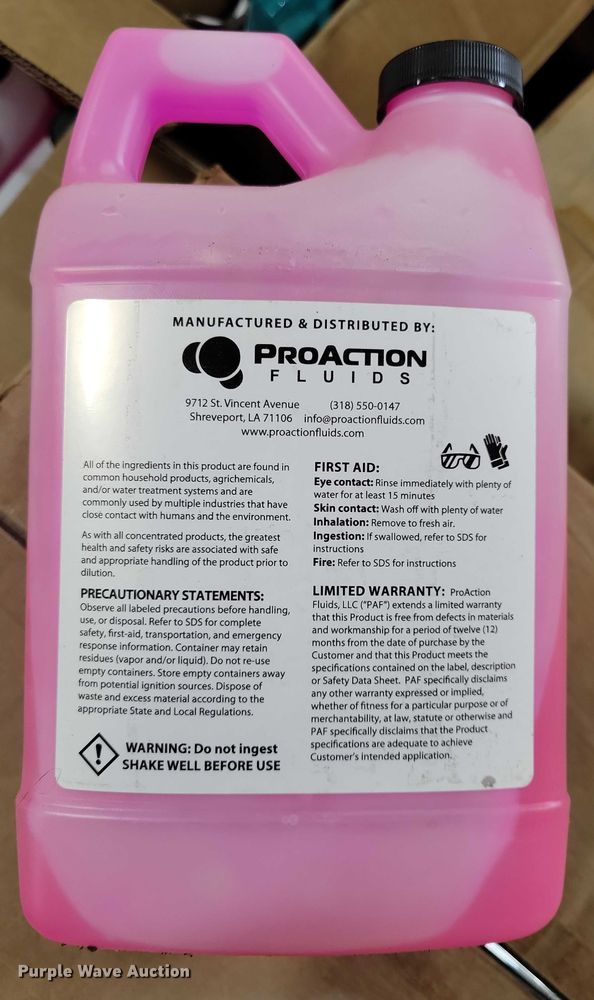 MANUFACTURED & DISTRIBUTED BY:
PROACTION
FLUIDS
9712 St. Vincent Avenue (318) 550-0147
Shreveport, LA 71106 info@proactionfluids.com
www.proactionfluids.com
All of the ingredients in this product are found in
common household products, agrichemicals,
and/or water treatment systems and are
commonly used by multiple industries that have
close contact with humans and the environment.
As with all concentrated products, the greatest
health and safety risks are associated with safe
and appropriate handling of the product prior to
dilution.
PRECAUTIONARY STATEMENTS:
Observe all labeled precautions before handling,
use, or disposal. Refer to SDS for complete
safety, first-aid, transportation, and emergency
response information. Container may retain
residues (vapor and/or liquid). Do not re-use
empty containers. Store empty containers away
from potential ignition sources. Dispose of
waste and excess material according to the
appropriate State and Local Regulations.
WARNING: Do not ingest
SHAKE WELL BEFORE USE
FIRST AID:
Eye contact: Rinse immediately with plenty of
water for at least 15 minutes
Skin contact: Wash off with plenty of water
Inhalation: Remove to fresh air.
Ingestion: If swallowed, refer to SDS for
instructions
Fire: Refer to SDS for instructions
LIMITED WARRANTY: ProAction
Fluids, LLC ("PAF") extends a limited warranty
that this Product is free from defects in materials
and workmanship for a period of twelve (12)
months from the date of purchase by the
Customer and that this Product meets the
specifications contained on the label, description
or Safety Data Sheet. PAF specifically disclaims
any other warranty expressed or implied,
whether of fitness for a particular purpose or of
merchantability, at law, statute or otherwise and
PAF specifically disclaims that the Product
specifications are adequate to achieve
Customer's intended application.
Purple Wave Auction